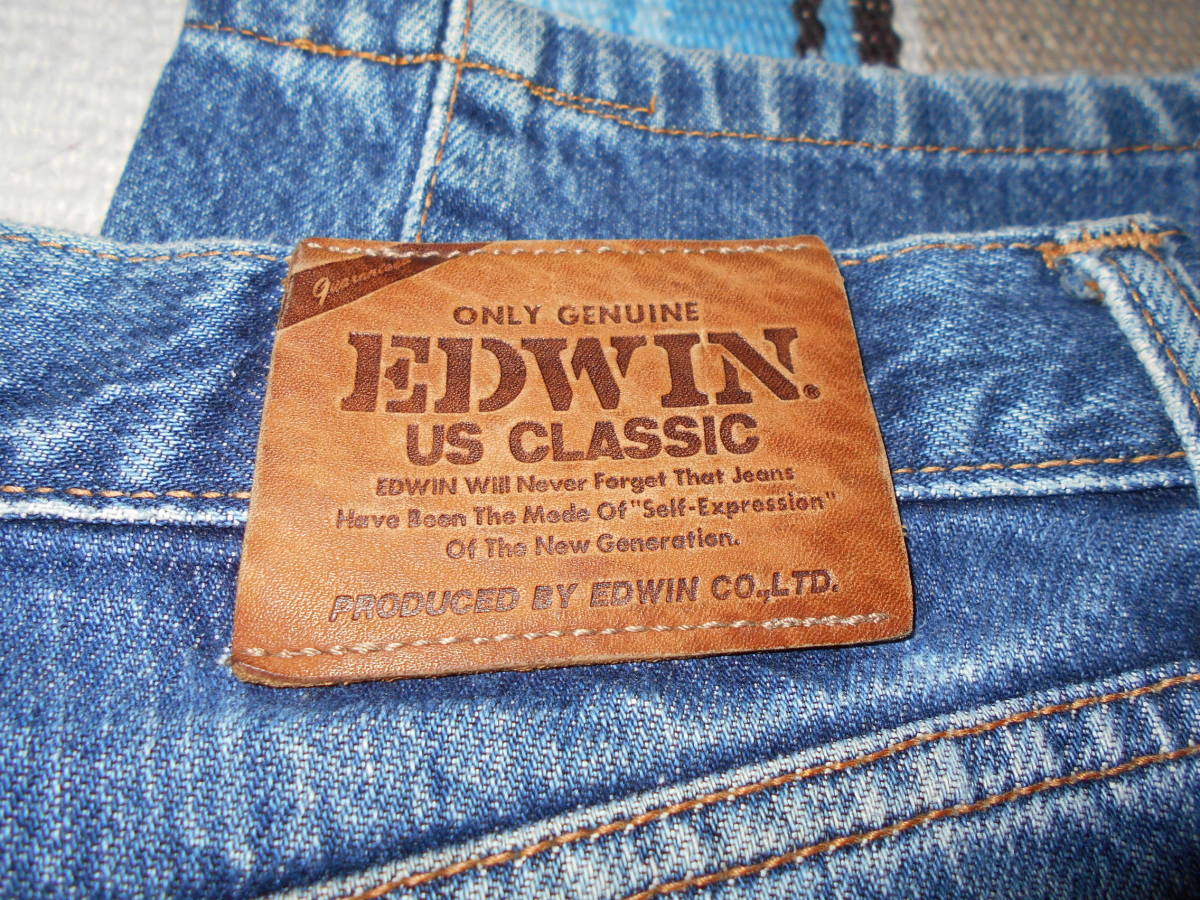 ONLY GENUINE
EDWIN.
US CLASSIC
EDWIN Will Never Forget That Jeans
Have Been The Mode Of "Self-Expression"
Of The New Generation.
PRODUCED BY EDWIN CO.,LTD.